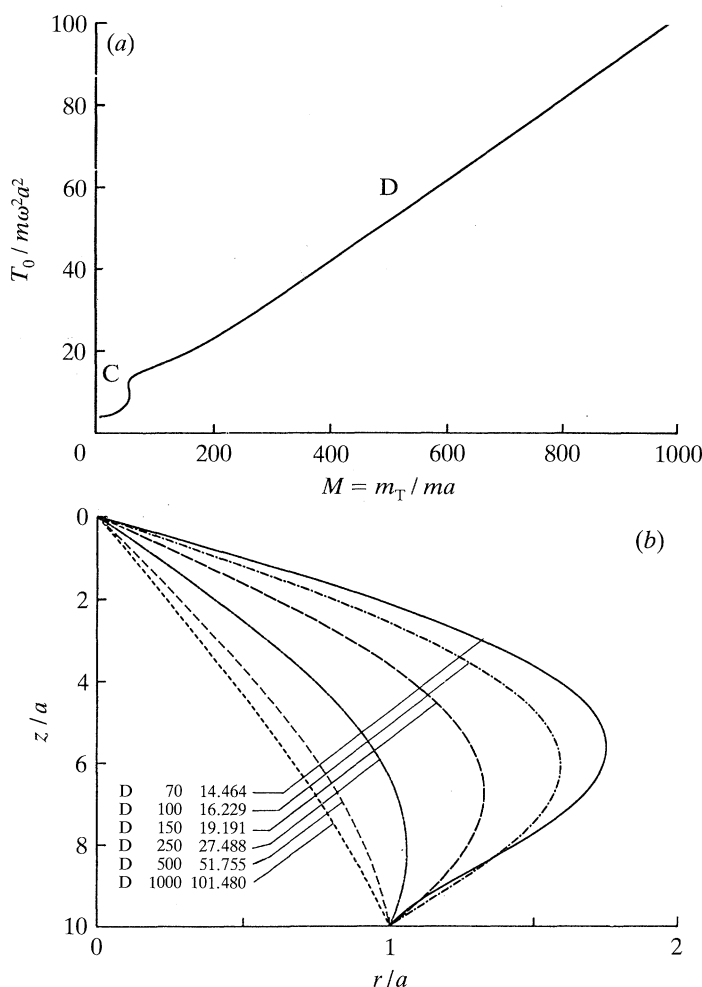 (a)
100
80
60
40
20
0
T₀ / mω²a²
C
D
200
400
600
800
1000
M = m_T / ma
(b)
0
2
4
6
8
10
z/a
D 70 14.464
D 100 16.229
D 150 19.191
D 250 27.488
D 500 51.755
D 1000 101.480
0
1
2
r/a